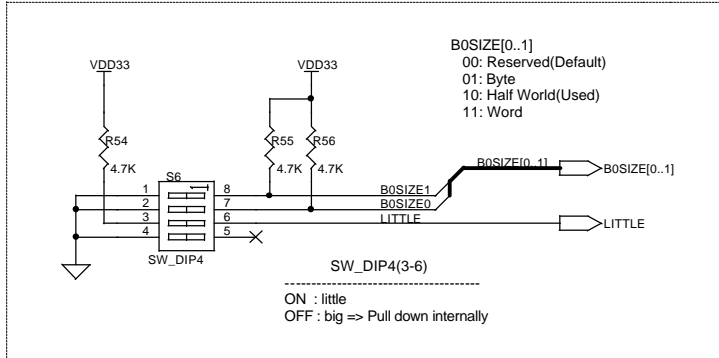 B0SIZE[0..1]
00: Reserved(Default)
01: Byte
10: Half World(Used)
11: Word
VDD33
VDD33
R54
4.7K
R55
4.7K
R56
4.7K
S6
1
2
3
4
8
7
6
5
SW_DIP4
B0SIZE1
B0SIZE0
LITTLE
B0SIZE[0..1]
B0SIZE[0..1]
LITTLE
SW_DIP4(3-6)
------------------------------------
ON : little
OFF : big => Pull down internally